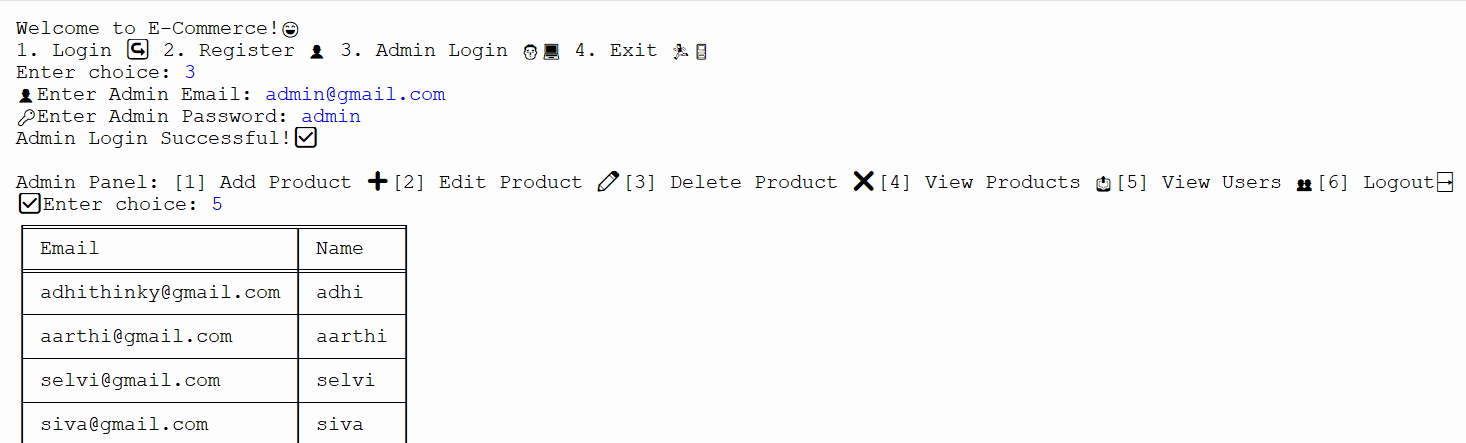 Welcome to E-Commerce!😄
1. Login ↪ 2. Register 👤 3. Admin Login 👨‍💻 4. Exit 🏃📱
Enter choice: 3
👤Enter Admin Email: admin@gmail.com
🔑Enter Admin Password: admin
Admin Login Successful!☑
Admin Panel: [1] Add Product ➕[2] Edit Product ✏[3] Delete Product ❌[4] View Products 📤[5] View Users 👥[6] Logout
☑Enter choice: 5
Email Name
adhithinky@gmail.com adhi
aarthi@gmail.com aarthi
selvi@gmail.com selvi
siva@gmail.com siva